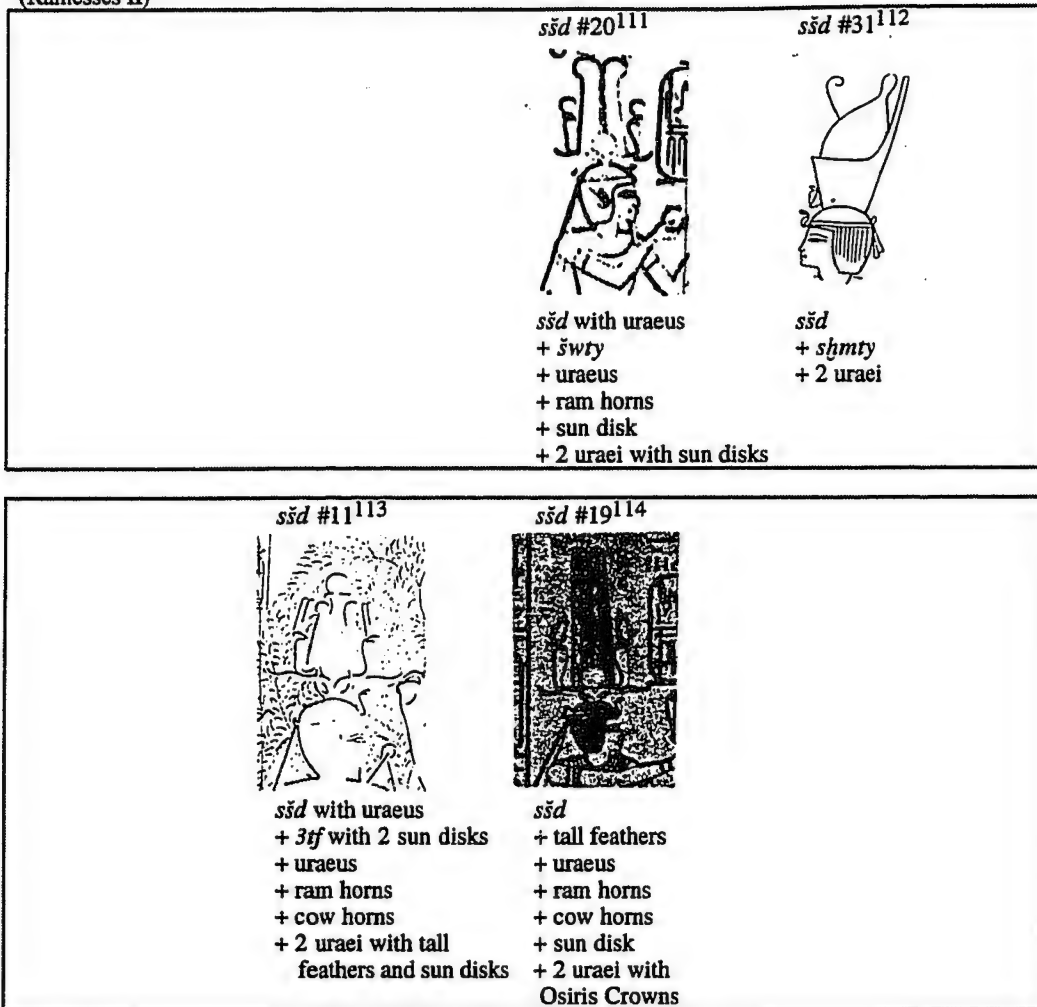 (Ramesses II)
sšd #20111
sšd #31112
sšd with uraeus
+ šwty
+ uraeus
+ ram horns
+ sun disk
+ 2 uraei with sun disks
sšd
+ sḫmty
+ 2 uraei
sšd #11113
sšd #19114
sšd with uraeus
+ 3tf with 2 sun disks
+ uraeus
+ ram horns
+ cow horns
+ 2 uraei with tall
feathers and sun disks
sšd
+ tall feathers
+ uraeus
+ ram horns
+ cow horns
+ sun disk
+ 2 uraei with
Osiris Crowns